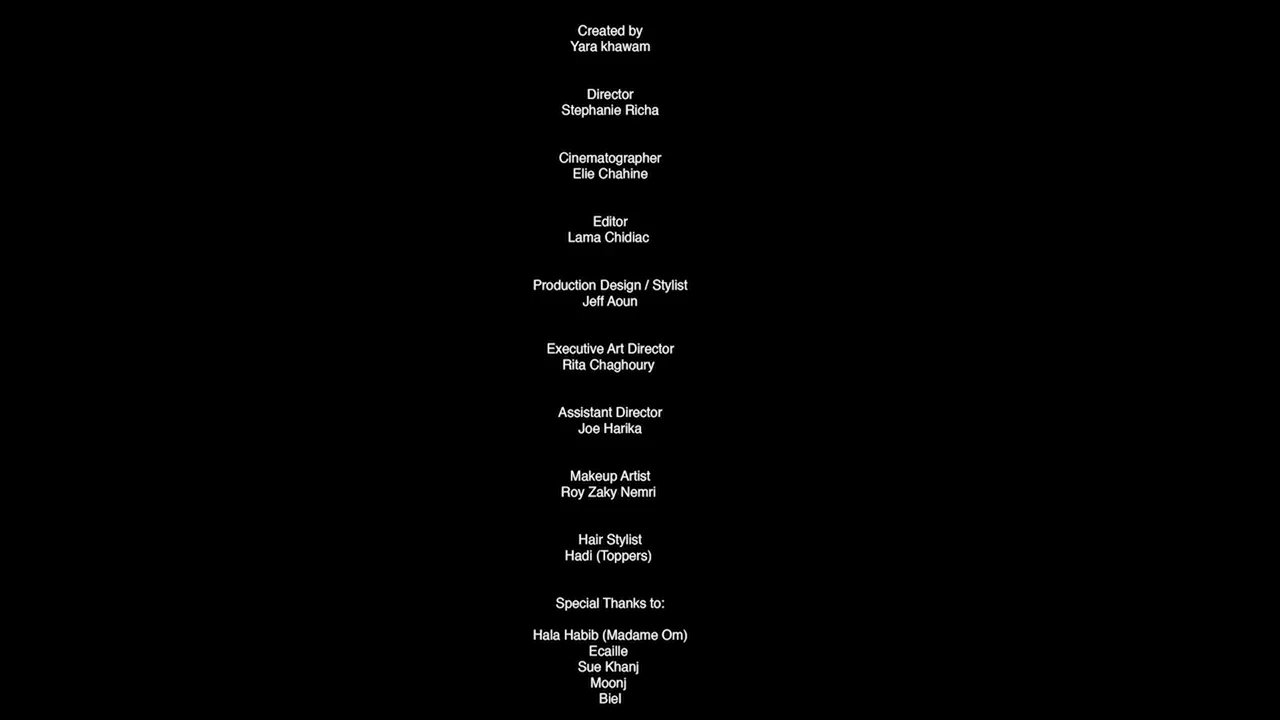 Created by
Yara khawam
Director
Stephanie Richa
Cinematographer
Elie Chahine
Editor
Lama Chidiac
Production Design / Stylist
Jeff Aoun
Executive Art Director
Rita Chaghoury
Assistant Director
Joe Harika
Makeup Artist
Roy Zaky Nemri
Hair Stylist
Hadi (Toppers)
Special Thanks to:
Hala Habib (Madame Om)
Ecaille
Sue Khanj
Moonj
Biel